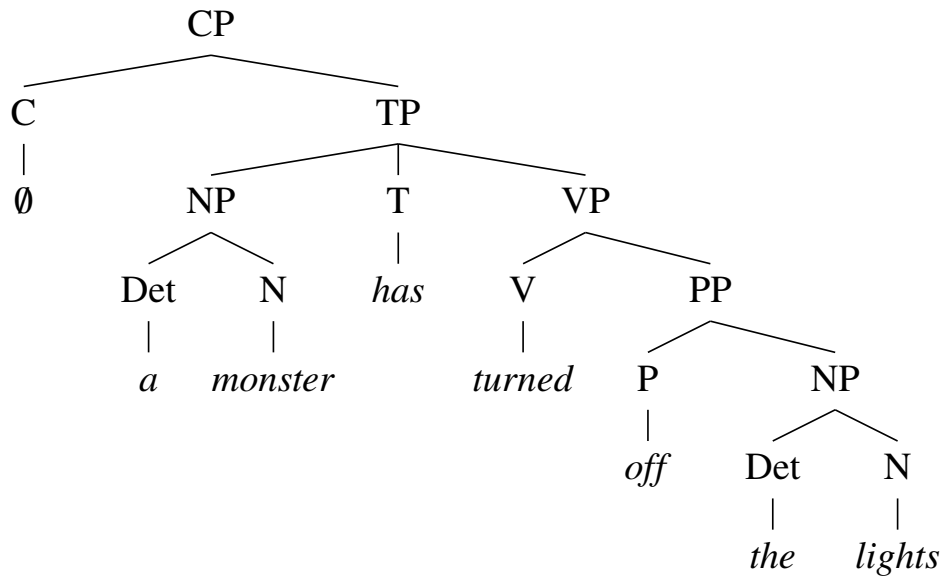 CP
C TP
∅ NP T VP
Det N has V PP
a monster turned P NP
off Det N
the lights